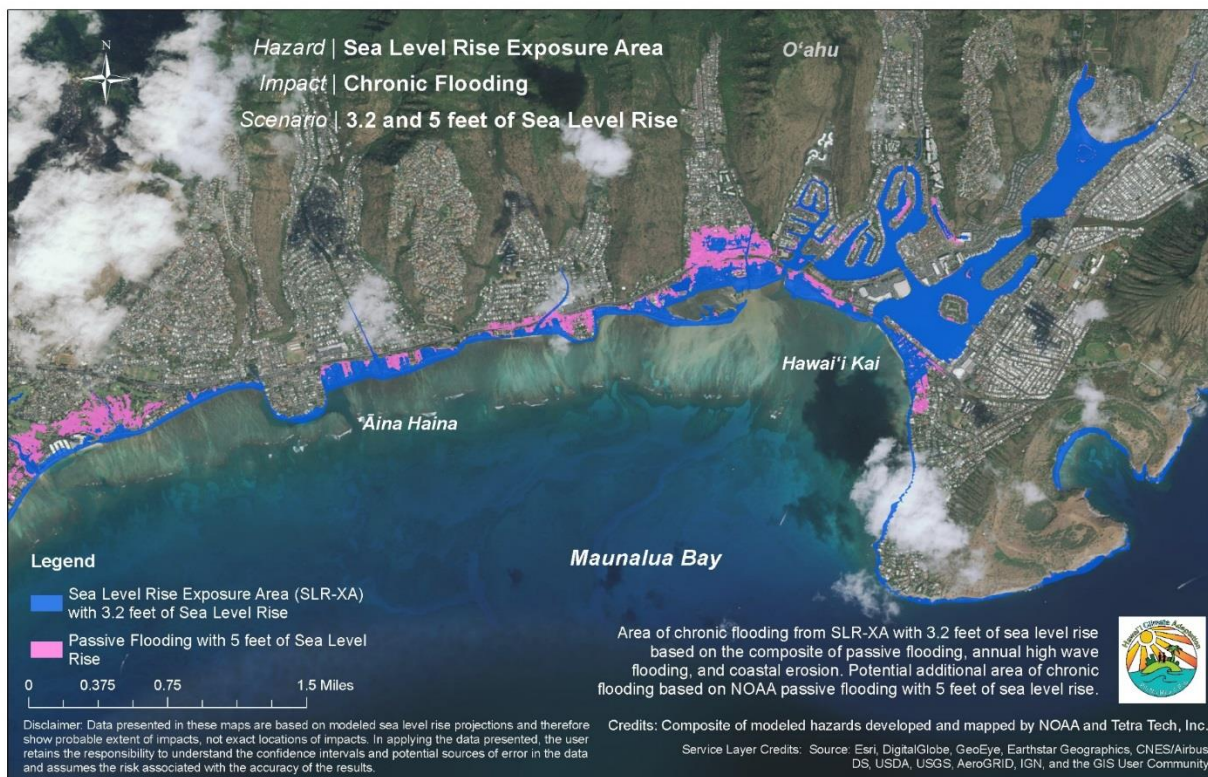 Hazard | Sea Level Rise Exposure Area
Impact | Chronic Flooding
Scenario | 3.2 and 5 feet of Sea Level Rise
Oʻahu
N
Hawaiʻi Kai
*Āina Haina
Maunalua Bay
Legend
Sea Level Rise Exposure Area (SLR-XA)
with 3.2 feet of Sea Level Rise
Passive Flooding with 5 feet of Sea Level
Rise
0 0.375 0.75 1.5 Miles
Disclaimer: Data presented in these maps are based on modeled sea level rise projections and therefore
show probable extent of impacts, not exact locations of impacts. In applying the data presented, the user
retains the responsibility to understand the confidence intervals and potential sources of error in the data
and assumes the risk associated with the accuracy of the results.
Area of chronic flooding from SLR-XA with 3.2 feet of sea level rise
based on the composite of passive flooding, annual high wave
flooding, and coastal erosion. Potential additional area of chronic
flooding based on NOAA passive flooding with 5 feet of sea level rise.
Hawaiʻi Climate Adaptation
Credits: Composite of modeled hazards developed and mapped by NOAA and Tetra Tech, Inc.
Service Layer Credits: Source: Esri, DigitalGlobe, GeoEye, Earthstar Geographics, CNES/Airbus
DS, USDA, USGS, AeroGRID, IGN, and the GIS User Community